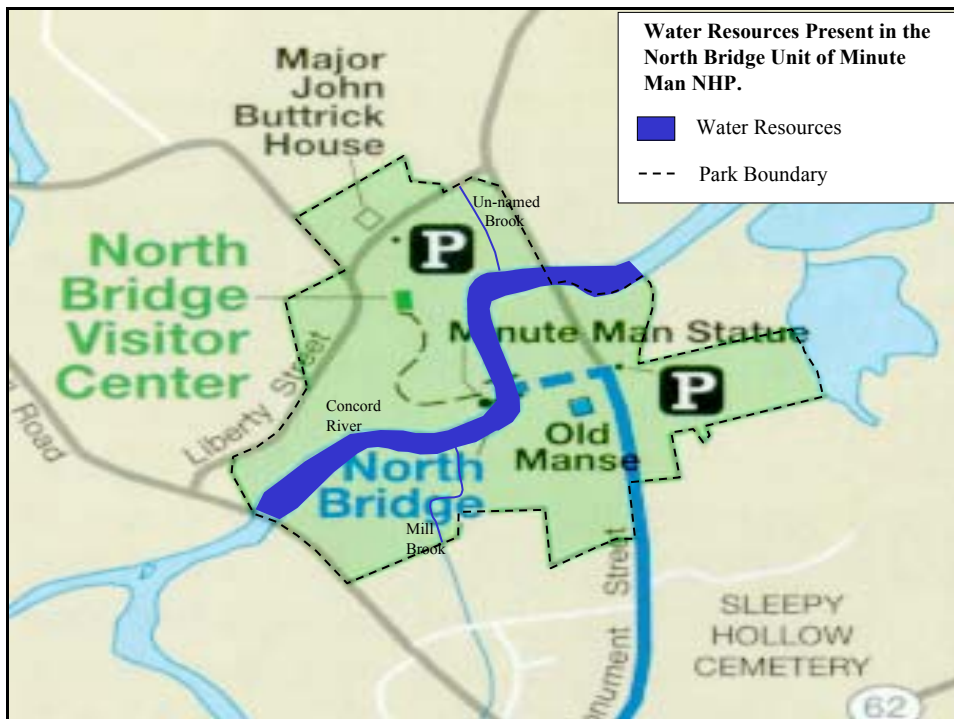 Water Resources Present in the
North Bridge Unit of Minute
Man NHP.
Water Resources
Park Boundary
Major
John
Buttrick
House
Un-named
Brook
P
North
Bridge
Visitor
Center
Minute Man Statue
P
Liberty Street
Road
Concord
River
Old
Manse
North
Bridge
Mill
Brook
onument Street
SLEEPY
HOLLOW
CEMETERY
62